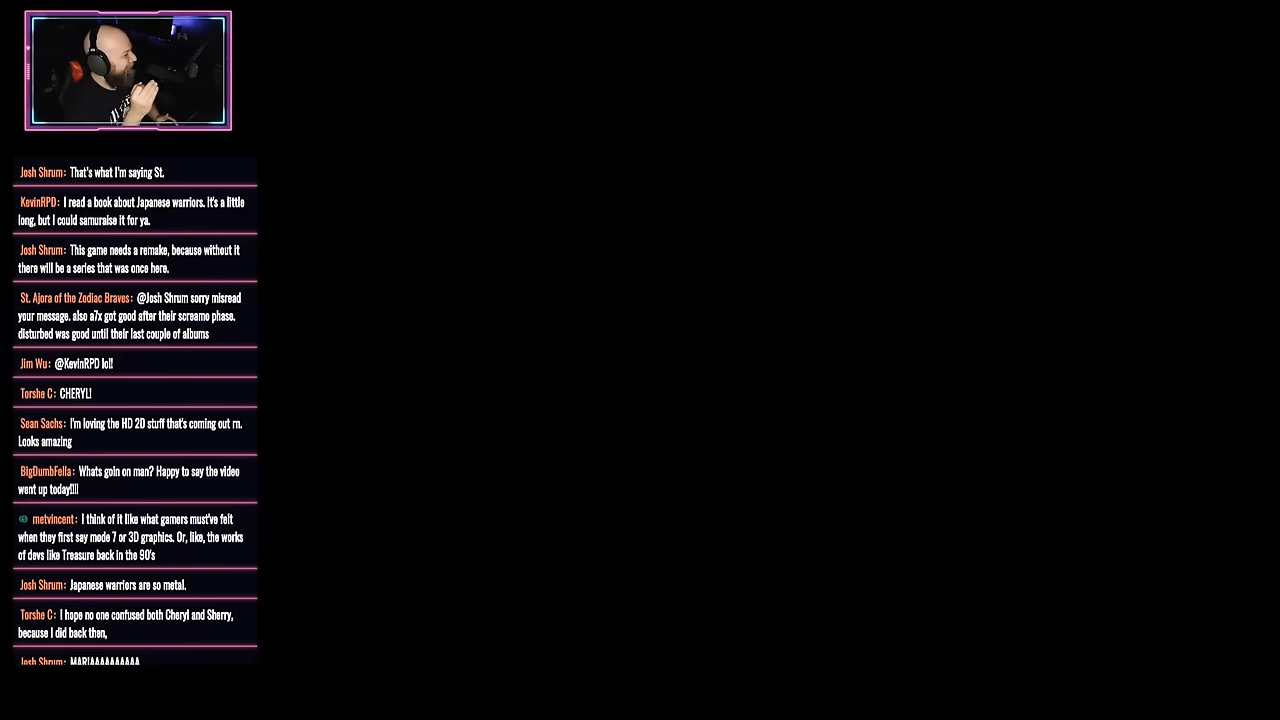 Josh Shrum: That's what I'm saying St.
KevinRPD: I read a book about Japanese warriors. It's a little
long, but I could samuraise it for ya.
Josh Shrum: This game needs a remake, because without it
there will be a series that was once here.
St. Ajora of the Zodiac Braves: @Josh Shrum sorry misread
your message. also a7x got good after their screamo phase.
disturbed was good until their last couple of albums
Jim Wu: @KevinRPD lol!
Torshe C: CHERYL!
Sean Sachs: I'm loving the HD 2D stuff that's coming out rn.
Looks amazing
BigDumbFella: Whats goin on man? Happy to say the video
went up today!!!!
metvincent: I think of it like what gamers must've felt
when they first say mode 7 or 3D graphics. Or, like, the works
of devs like Treasure back in the 90's
Josh Shrum: Japanese warriors are so metal.
Torshe C: I hope no one confused both Cheryl and Sherry,
because I did back then,
Josh Shrum: MARIAAAAAAAAAA